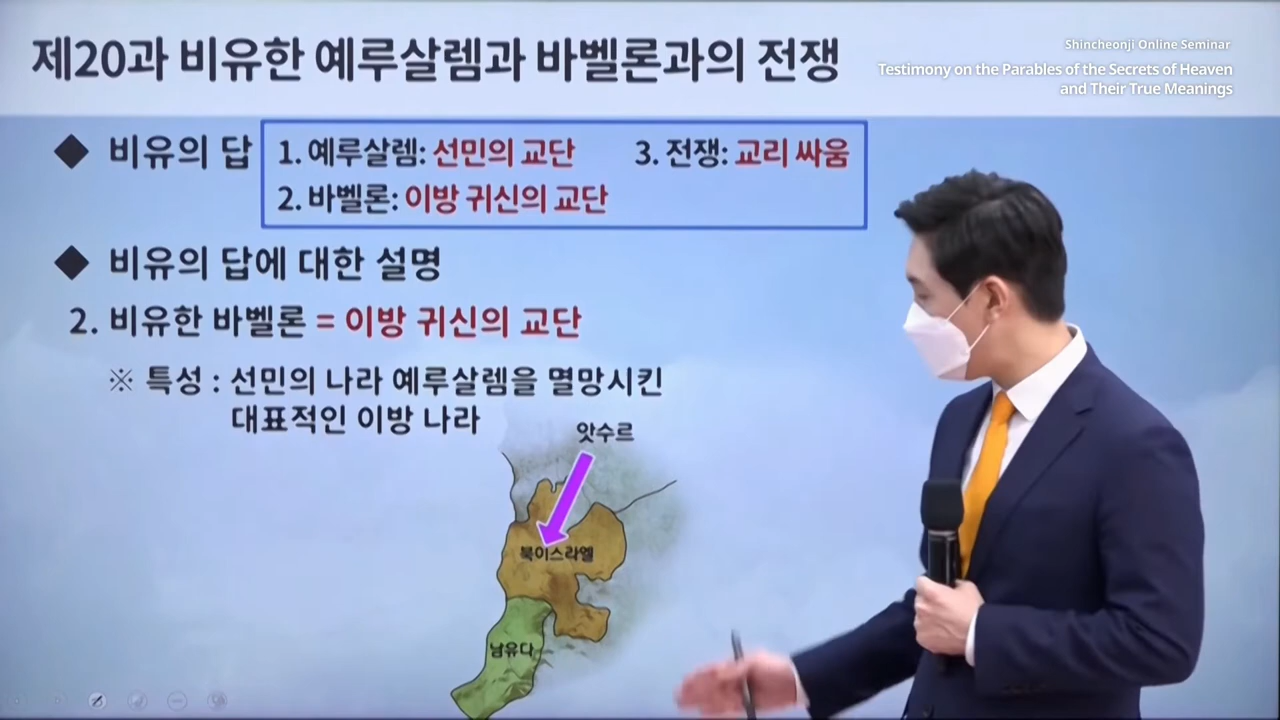 제20과 비유한 예루살렘과 바벨론과의 전쟁
Shincheonji Online Seminar
Testimony on the Parables of the Secrets of Heaven
and Their True Meanings
◆ 비유의 답
1. 예루살렘: 선민의 교단
3. 전쟁: 교리 싸움
2. 바벨론: 이방 귀신의 교단
◆ 비유의 답에 대한 설명
2. 비유한 바벨론 = 이방 귀신의 교단
※ 특성 : 선민의 나라 예루살렘을 멸망시킨
대표적인 이방 나라
앗수르
북이스라엘
남유다